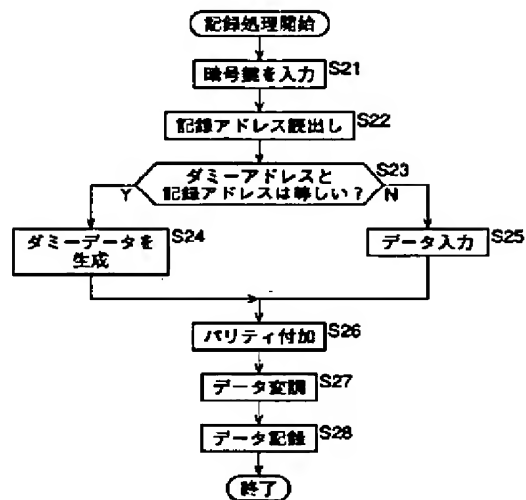 記録処理開始
暗号鍵を入力 S21
記録アドレス読出し S22
ダミーアドレスと
記録アドレスは等しい? S23
Y N
ダミーデータを
生成 S24
データ入力 S25
パリティ付加 S26
データ変調 S27
データ記録 S28
終了